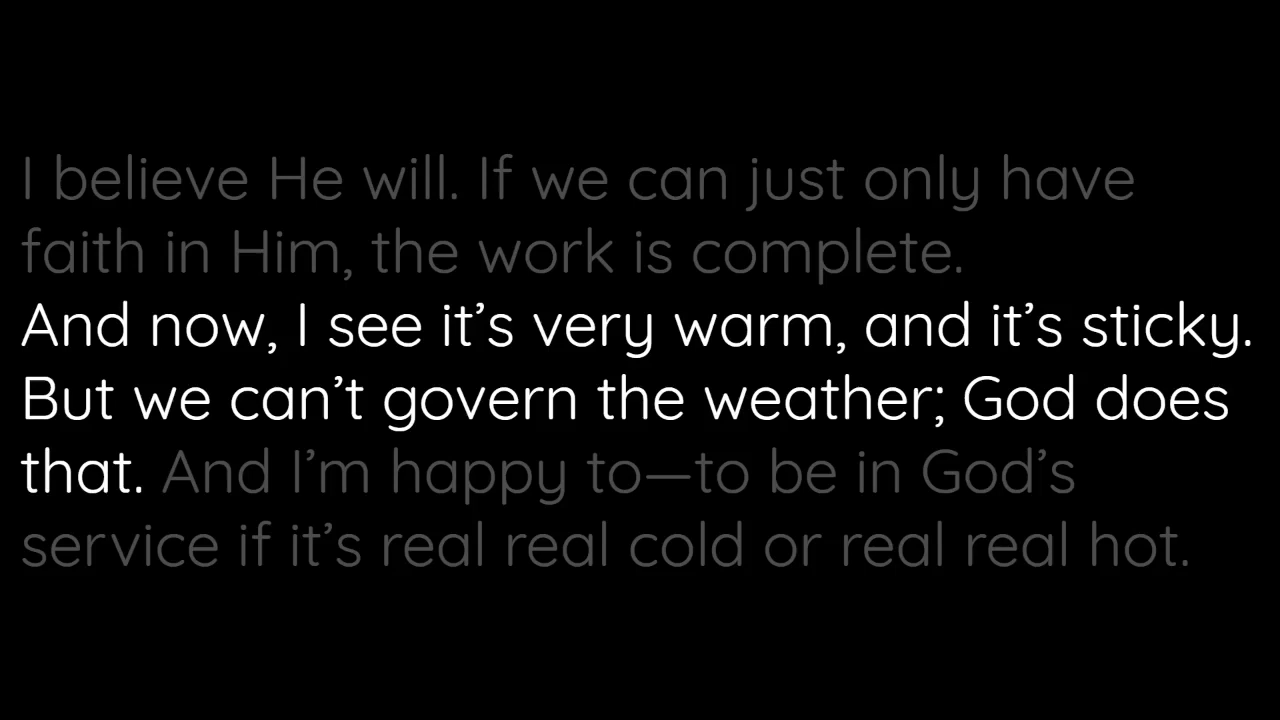 I believe He will. If we can just only have
faith in Him, the work is complete.
And now, I see it’s very warm, and it’s sticky.
But we can’t govern the weather; God does
that. And I’m happy to—to be in God’s
service if it’s real real cold or real real hot.